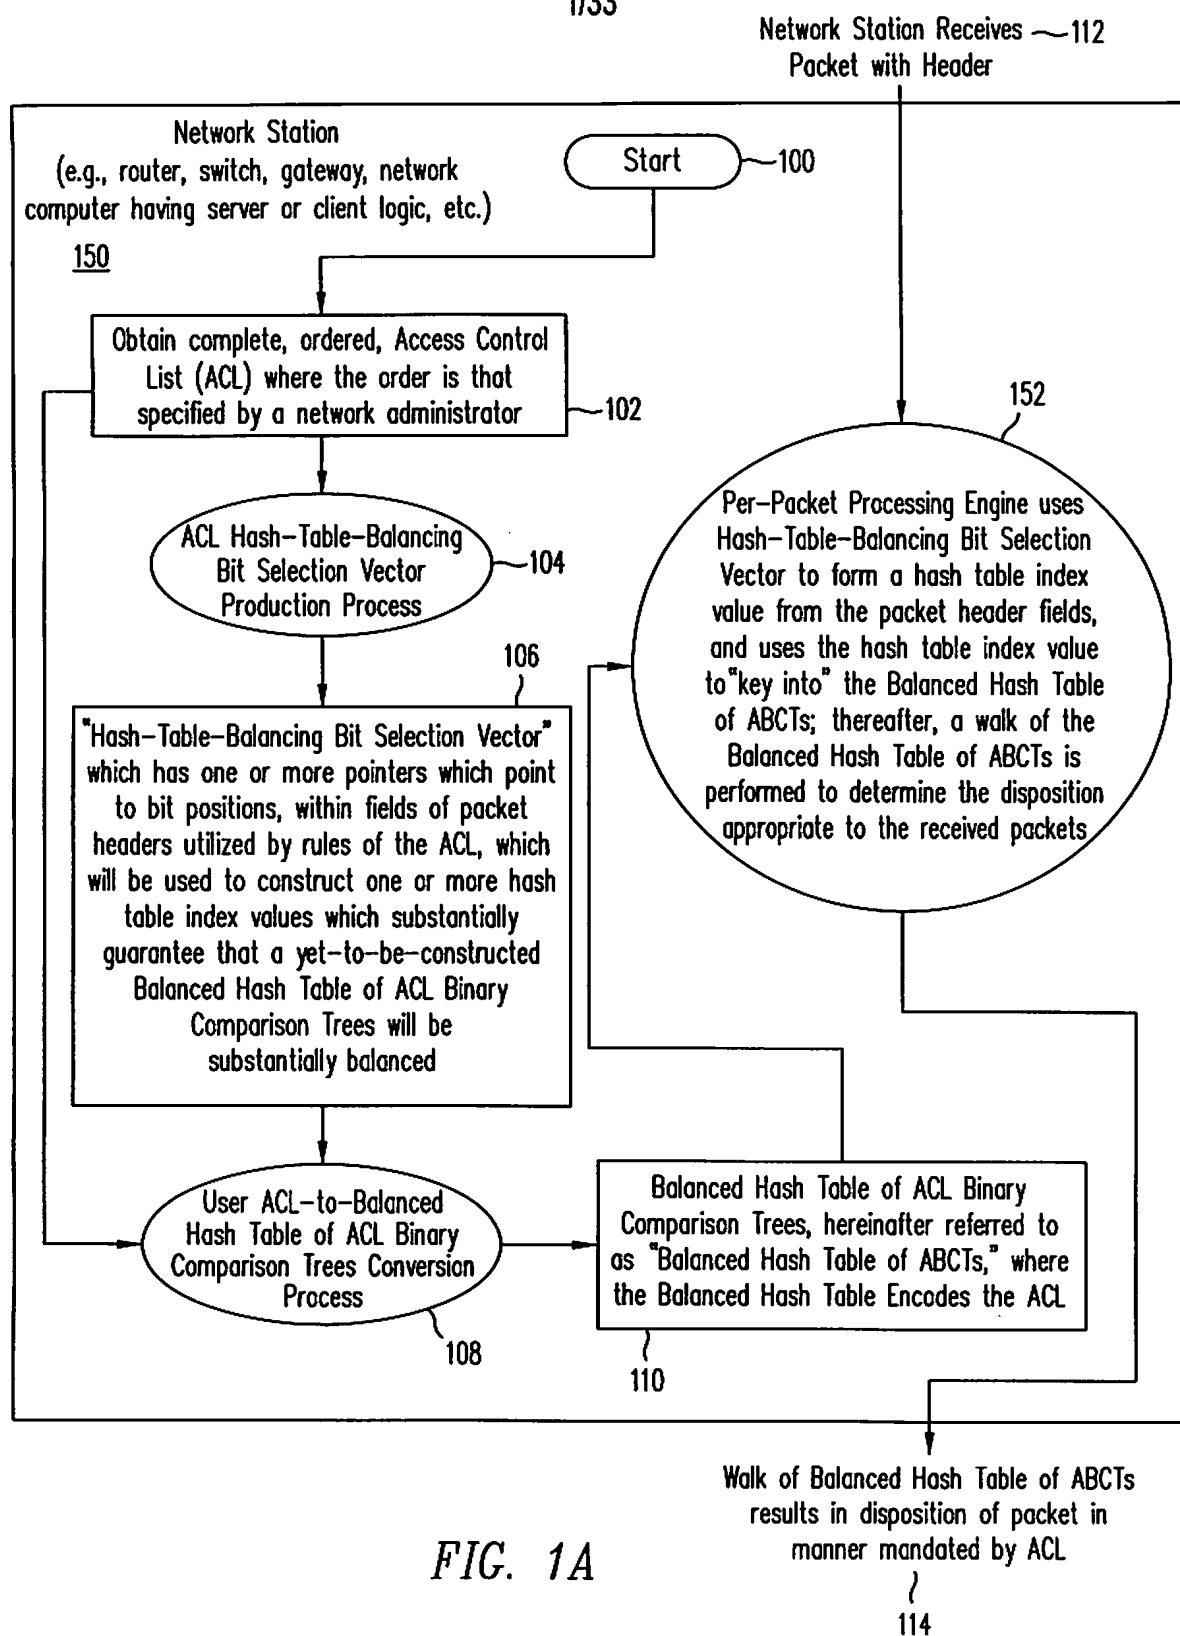 1/33
Network Station Receives 112
Packet with Header
Network Station
(e.g., router, switch, gateway, network
computer having server or client logic, etc.)
150
Start
100
Obtain complete, ordered, Access Control
List (ACL) where the order is that
specified by a network administrator
102
ACL Hash-Table-Balancing
Bit Selection Vector
Production Process
104
106
"Hash-Table-Balancing Bit Selection Vector"
which has one or more pointers which point
to bit positions, within fields of packet
headers utilized by rules of the ACL, which
will be used to construct one or more hash
table index values which substantially
guarantee that a yet-to-be-constructed
Balanced Hash Table of ACL Binary
Comparison Trees will be
substantially balanced
User ACL-to-Balanced
Hash Table of ACL Binary
Comparison Trees Conversion
Process
108
Balanced Hash Table of ACL Binary
Comparison Trees, hereinafter referred to
as "Balanced Hash Table of ABCTs," where
the Balanced Hash Table Encodes the ACL
110
152
Per-Packet Processing Engine uses
Hash-Table-Balancing Bit Selection
Vector to form a hash table index
value from the packet header fields,
and uses the hash table index value
to"key into" the Balanced Hash Table
of ABCTs; thereafter, a walk of the
Balanced Hash Table of ABCTs is
performed to determine the disposition
appropriate to the received packets
Walk of Balanced Hash Table of ABCTs
results in disposition of packet in
manner mandated by ACL
114
FIG. 1A